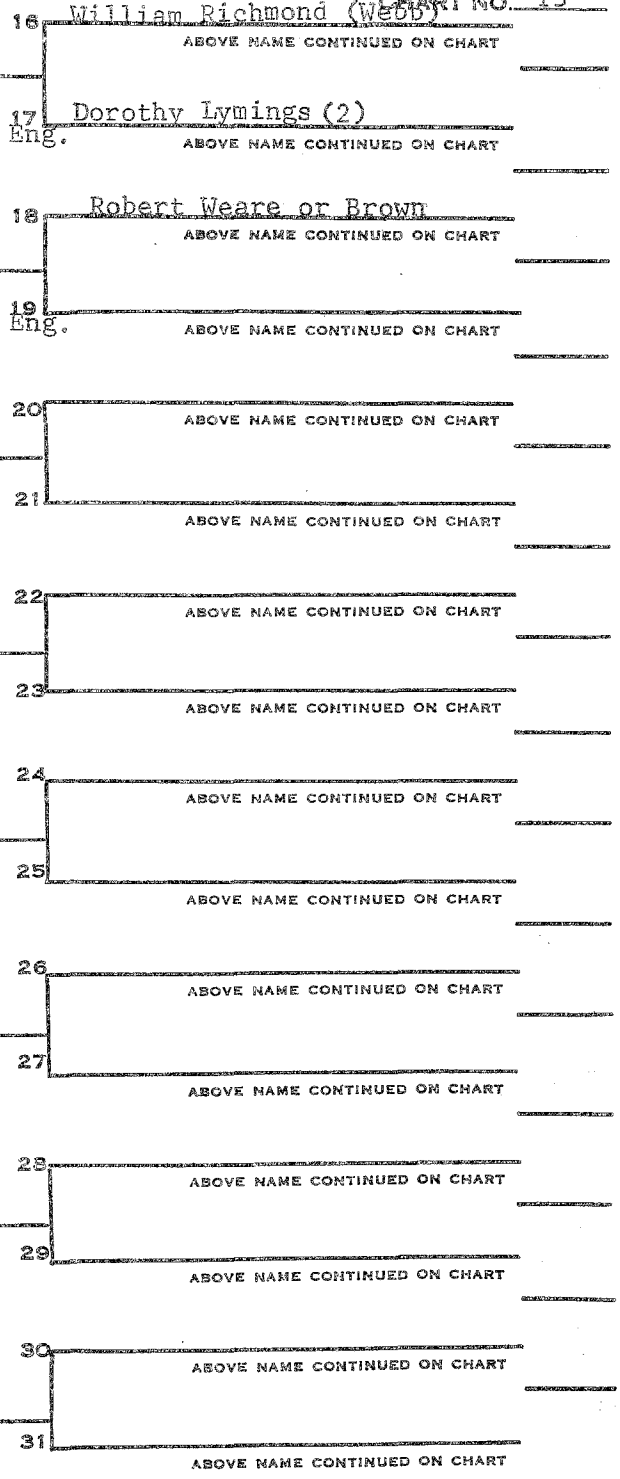 CHART NO. 15
16 William Richmond (Webb)
ABOVE NAME CONTINUED ON CHART
17 Dorothy Lymings (2)
Eng.
ABOVE NAME CONTINUED ON CHART
18 Robert Weare or Brown
ABOVE NAME CONTINUED ON CHART
19
Eng.
ABOVE NAME CONTINUED ON CHART
20
ABOVE NAME CONTINUED ON CHART
21
ABOVE NAME CONTINUED ON CHART
22
ABOVE NAME CONTINUED ON CHART
23
ABOVE NAME CONTINUED ON CHART
24
ABOVE NAME CONTINUED ON CHART
25
ABOVE NAME CONTINUED ON CHART
26
ABOVE NAME CONTINUED ON CHART
27
ABOVE NAME CONTINUED ON CHART
28
ABOVE NAME CONTINUED ON CHART
29
ABOVE NAME CONTINUED ON CHART
30
ABOVE NAME CONTINUED ON CHART
31
ABOVE NAME CONTINUED ON CHART